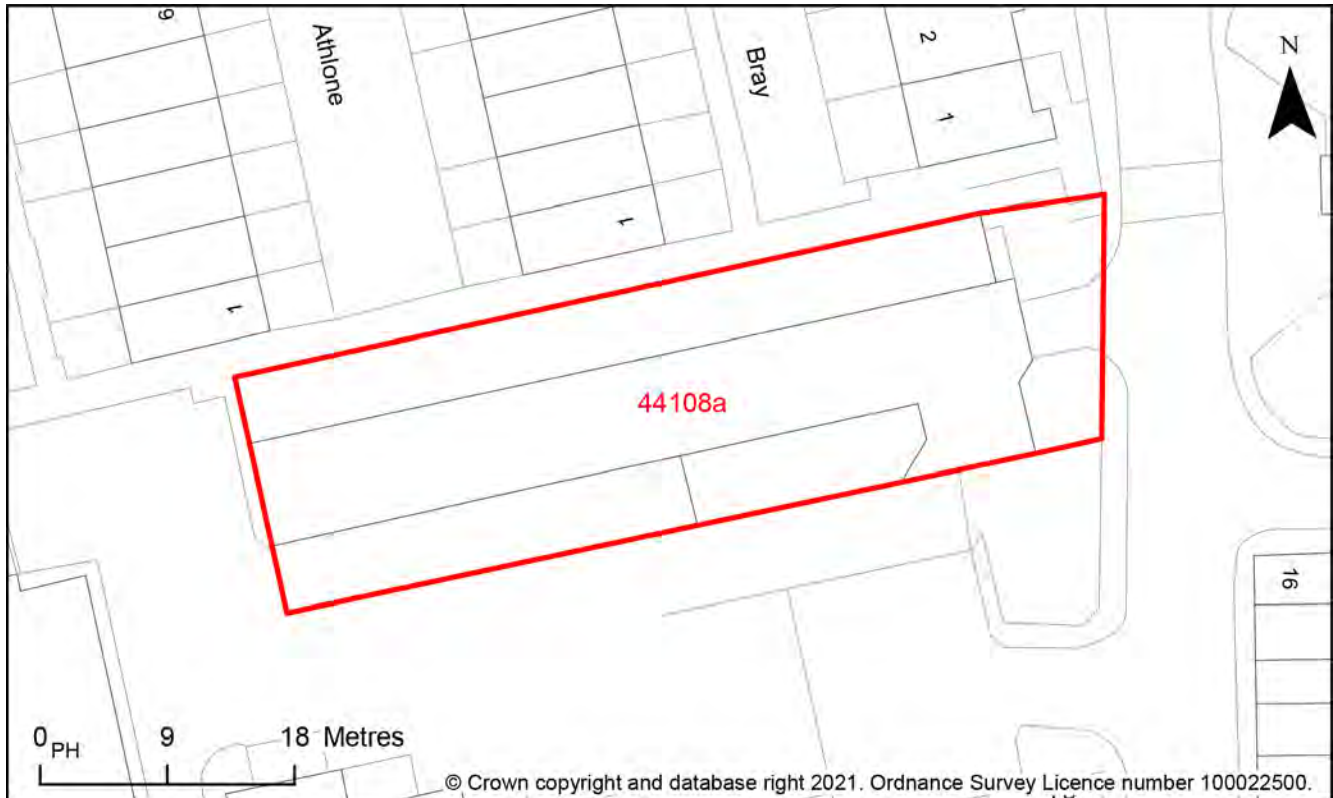 9
Athlone
Bray
2
N
1
1
1
44108a
16
0 9 18 Metres
PH
© Crown copyright and database right 2021. Ordnance Survey Licence number 100022500.